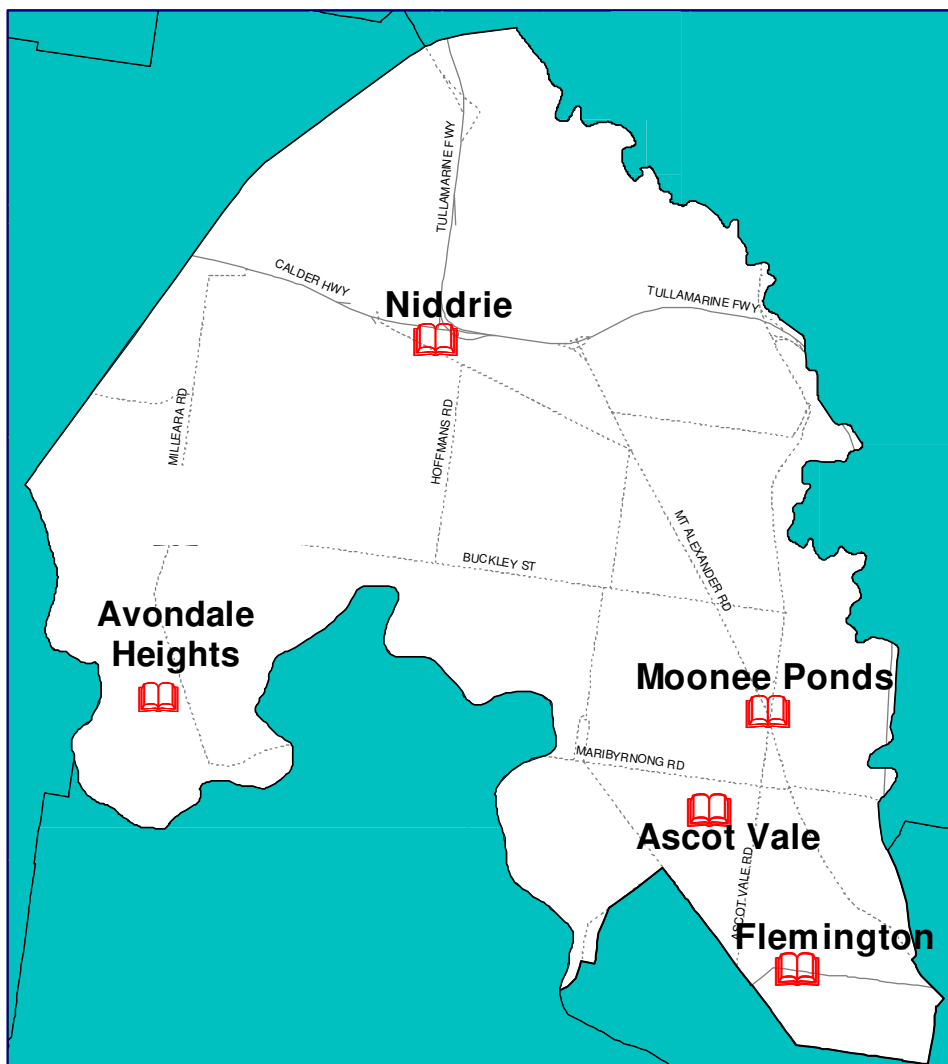 TULLAMARINE FWY
CALDER HWY
TULLAMARINE FWY
Niddrie
MILLEARA RD
HOFFMANS RD
MT ALEXANDER RD
BUCKLEY ST
Avondale
Heights
Moonee Ponds
MARIBYRNONG RD
Ascot Vale
ASCOT VALE RD
Flemington